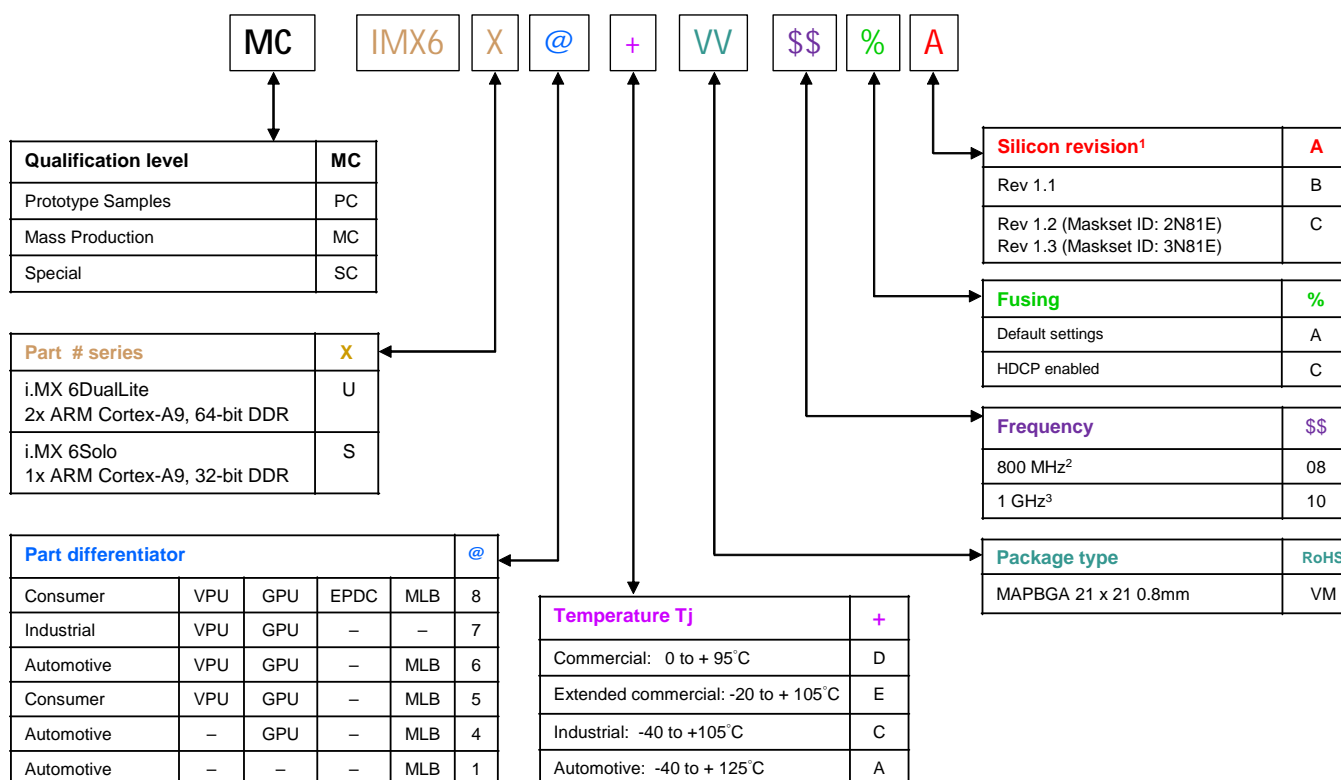 MC IMX6 X @ + VV $$ % A
Qualification level MC
Prototype Samples PC
Mass Production MC
Special SC
Part # series X
i.MX 6DualLite U
2x ARM Cortex-A9, 64-bit DDR
i.MX 6Solo S
1x ARM Cortex-A9, 32-bit DDR
Part differentiator @
Consumer VPU GPU EPDC MLB 8
Industrial VPU GPU – – 7
Automotive VPU GPU – MLB 6
Consumer VPU GPU – MLB 5
Automotive – GPU – MLB 4
Automotive – – – MLB 1
Temperature Tj +
Commercial: 0 to + 95°C D
Extended commercial: -20 to + 105°C E
Industrial: -40 to +105°C C
Automotive: -40 to + 125°C A
Silicon revision¹ A
Rev 1.1 B
Rev 1.2 (Maskset ID: 2N81E) C
Rev 1.3 (Maskset ID: 3N81E)
Fusing %
Default settings A
HDCP enabled C
Frequency $$
800 MHz² 08
1 GHz³ 10
Package type RoHS
MAPBGA 21 x 21 0.8mm VM